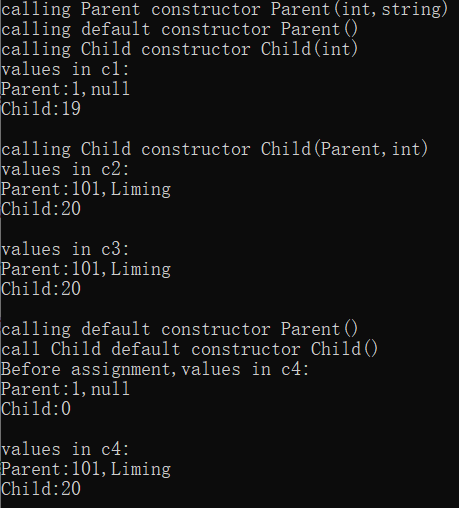 calling Parent constructor Parent(int,string)
calling default constructor Parent()
calling Child constructor Child(int)
values in c1:
Parent:1,null
Child:19
calling Child constructor Child(Parent,int)
values in c2:
Parent:101,Liming
Child:20
values in c3:
Parent:101,Liming
Child:20
calling default constructor Parent()
call Child default constructor Child()
Before assignment,values in c4:
Parent:1,null
Child:0
values in c4:
Parent:101,Liming
Child:20